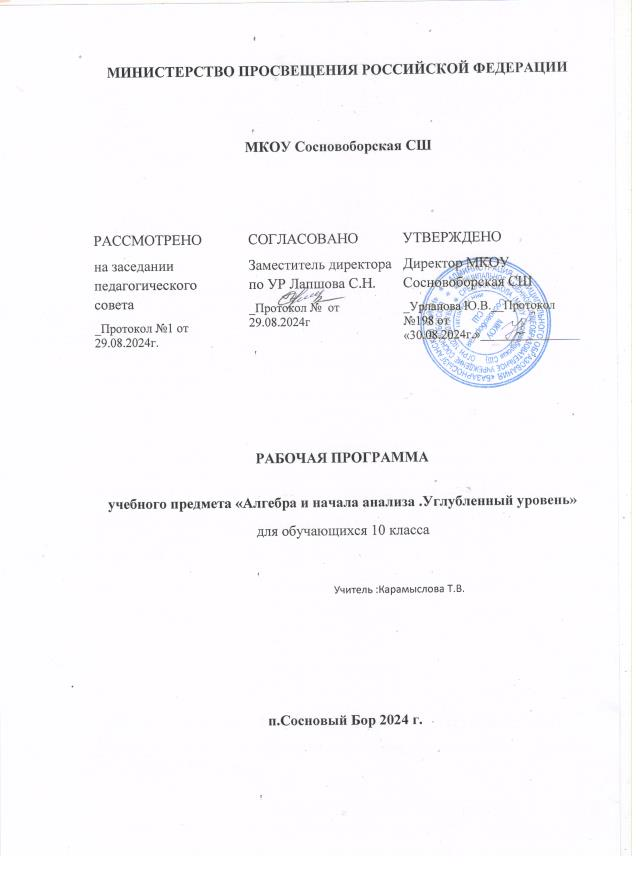 МИНИСТЕРСТВО ПРОСВЕЩЕНИЯ РОССИЙСКОЙ ФЕДЕРАЦИИ
МКОУ Сосновоборская СШ
РАССМОТРЕНО
на заседании
педагогического
совета
_Протокол №1 от
29.08.2024г.
СОГЛАСОВАНО
Заместитель директора
по УР Лапшова С.Н.
_Протокол № от
29.08.2024г
УТВЕРЖДЕНО
Директор МКОУ
Сосновоборская СШ
_Урланова Ю.В.__Протокол
№198 от
«30.08.2024г.»
РАБОЧАЯ ПРОГРАММА
учебного предмета «Алгебра и начала анализа .Углубленный уровень»
для обучающихся 10 класса
Учитель :Карамыслова Т.В.
п.Сосновый Бор 2024 г.